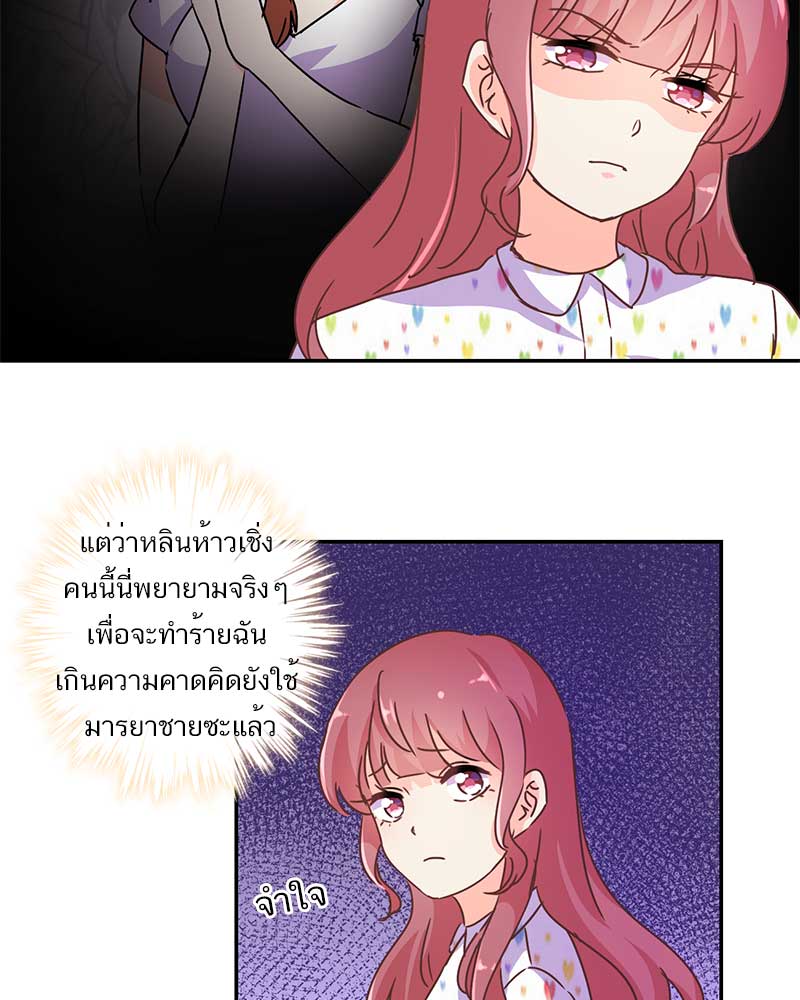 แต่ว่าหลินห้าวเชิ่ง
คนนี้นี่พยายามจริงๆ
เพื่อจะทำร้ายฉัน
เกินความคาดคิดยังใช้
มารยาชายซะแล้ว
จำใจ